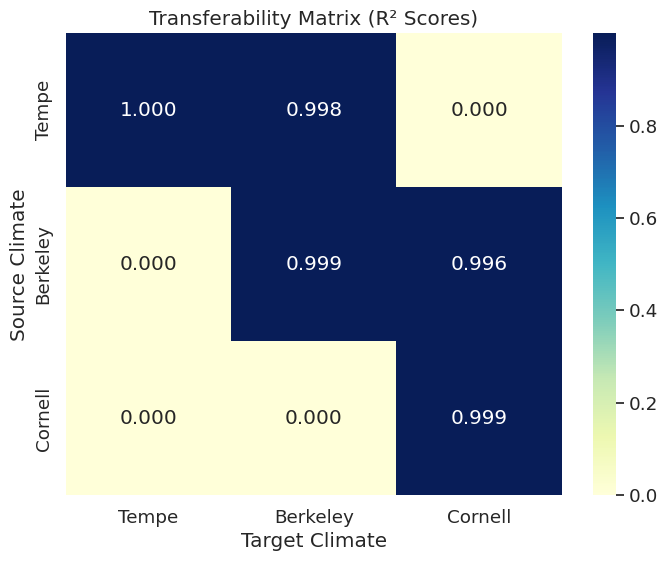 Transferability Matrix (R² Scores)
Source Climate
Tempe
1.000 0.998 0.000
Berkeley
0.000 0.999 0.996
Cornell
0.000 0.000 0.999
Tempe Berkeley Cornell
Target Climate
0.8
0.6
0.4
0.2
0.0